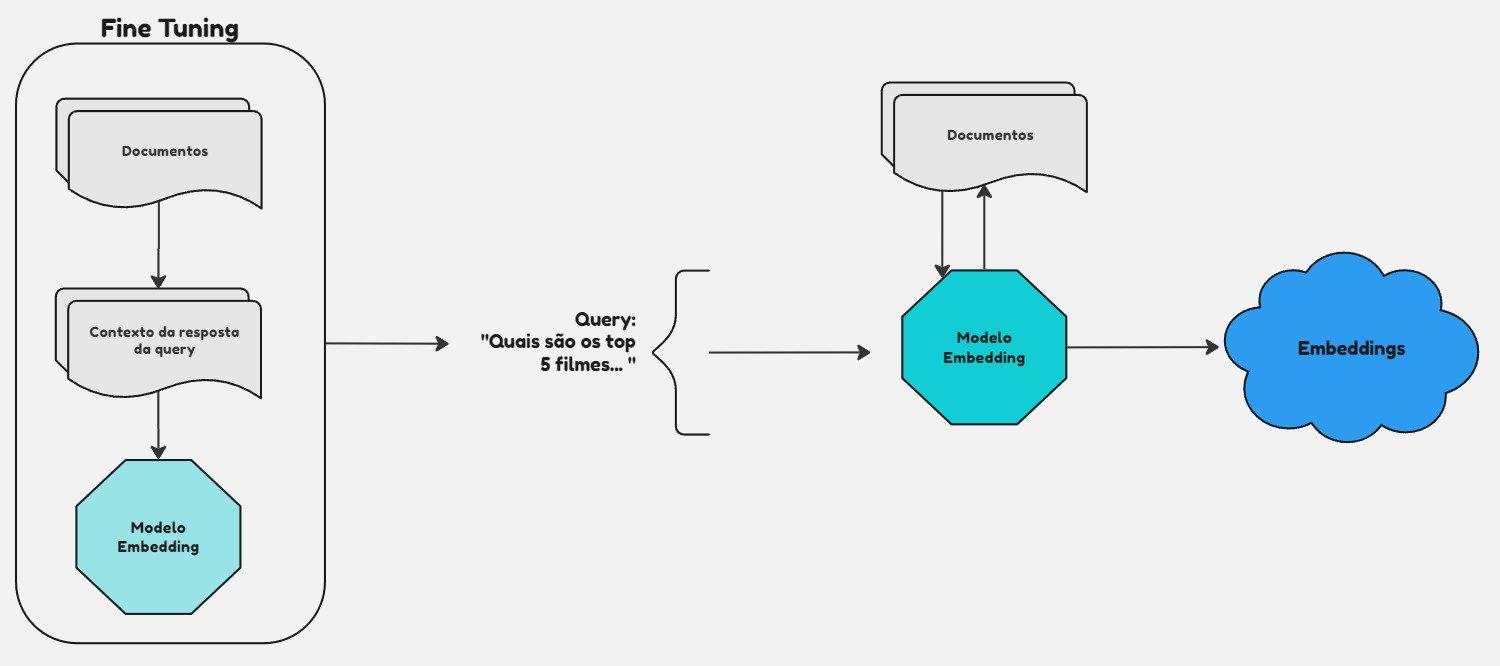 Fine Tuning
Documentos
Contexto da resposta
da query
Modelo
Embedding
Query:
"Quais são os top
5 filmes... "
Documentos
Modelo
Embedding
Embeddings